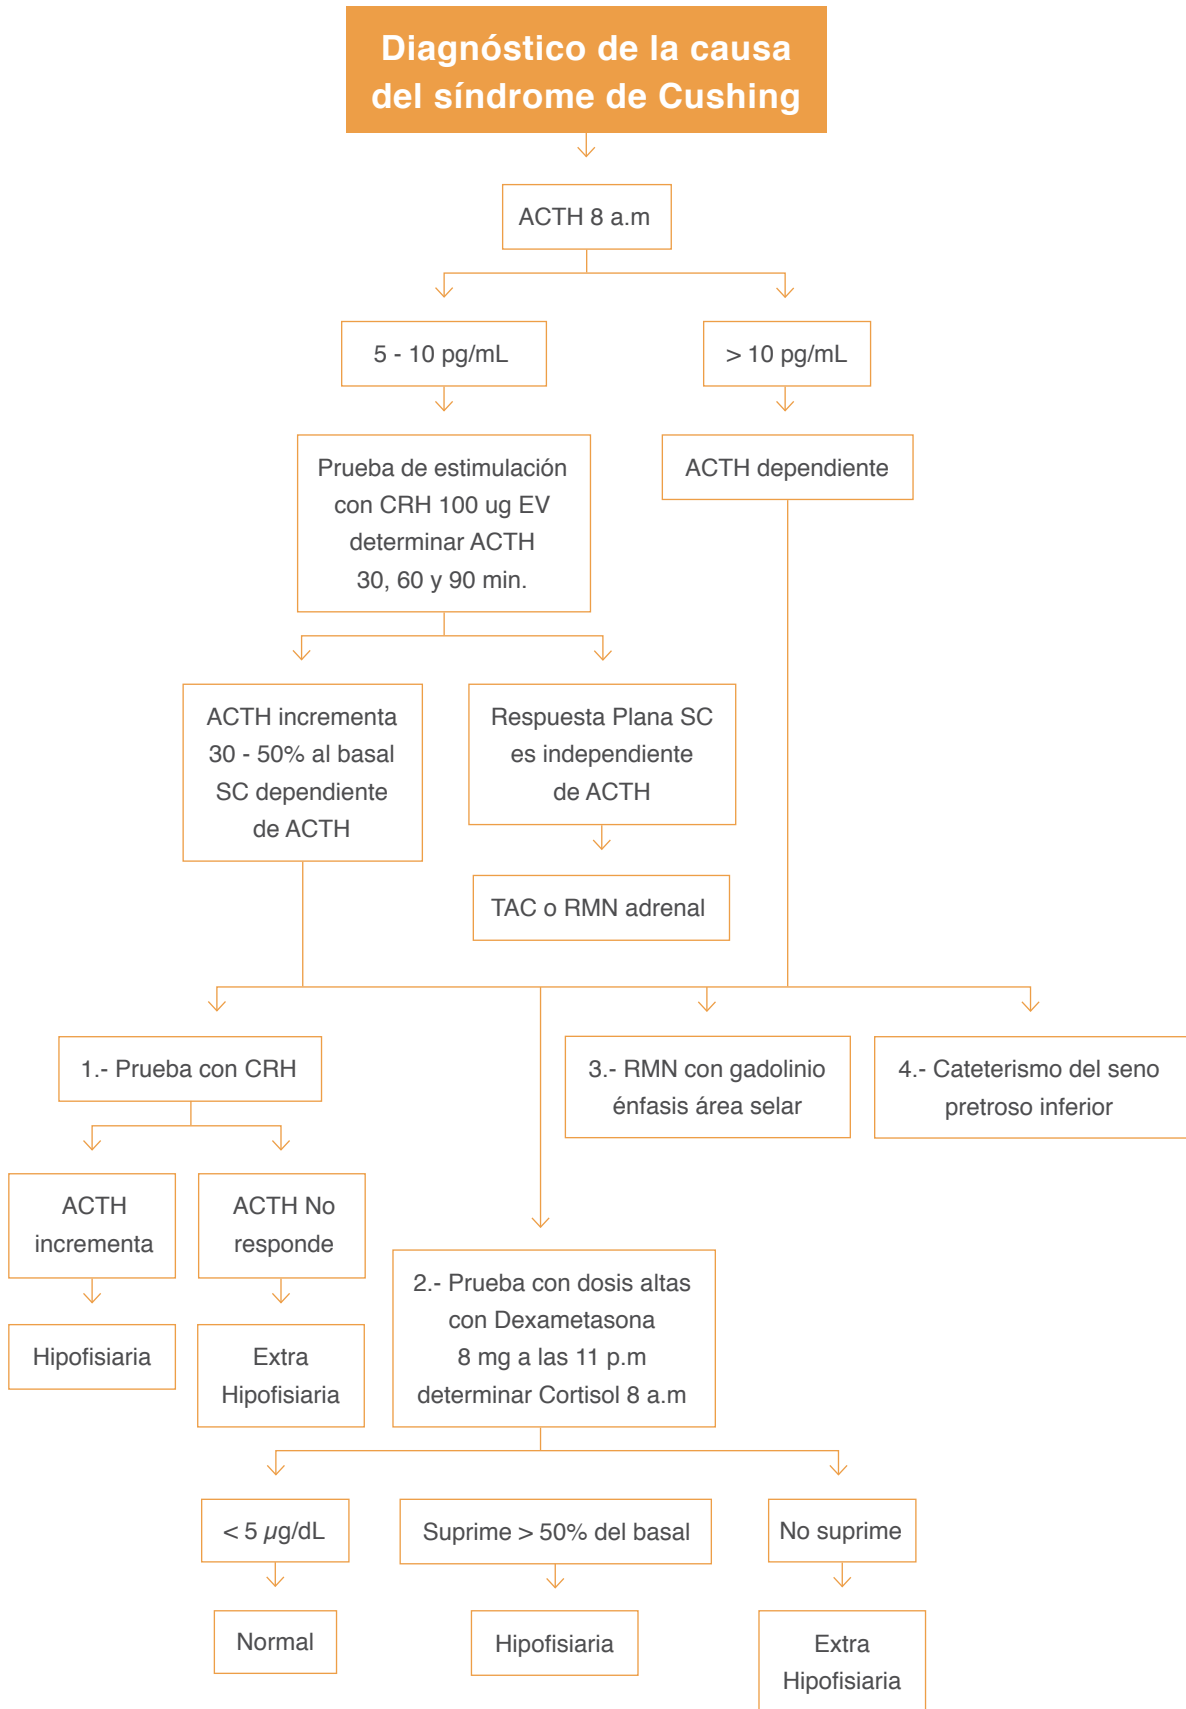 Diagnóstico de la causa
del síndrome de Cushing
ACTH 8 a.m
5 - 10 pg/mL
> 10 pg/mL
Prueba de estimulación
con CRH 100 ug EV
determinar ACTH
30, 60 y 90 min.
ACTH dependiente
ACTH incrementa
30 - 50% al basal
SC dependiente
de ACTH
Respuesta Plana SC
es independiente
de ACTH
TAC o RMN adrenal
1.- Prueba con CRH
3.- RMN con gadolinio
énfasis área selar
4.- Cateterismo del seno
pretroso inferior
ACTH
incrementa
ACTH No
responde
Hipofisiaria
Extra
Hipofisiaria
2.- Prueba con dosis altas
con Dexametasona
8 mg a las 11 p.m
determinar Cortisol 8 a.m
< 5 µg/dL
Suprime > 50% del basal
No suprime
Normal
Hipofisiaria
Extra
Hipofisiaria